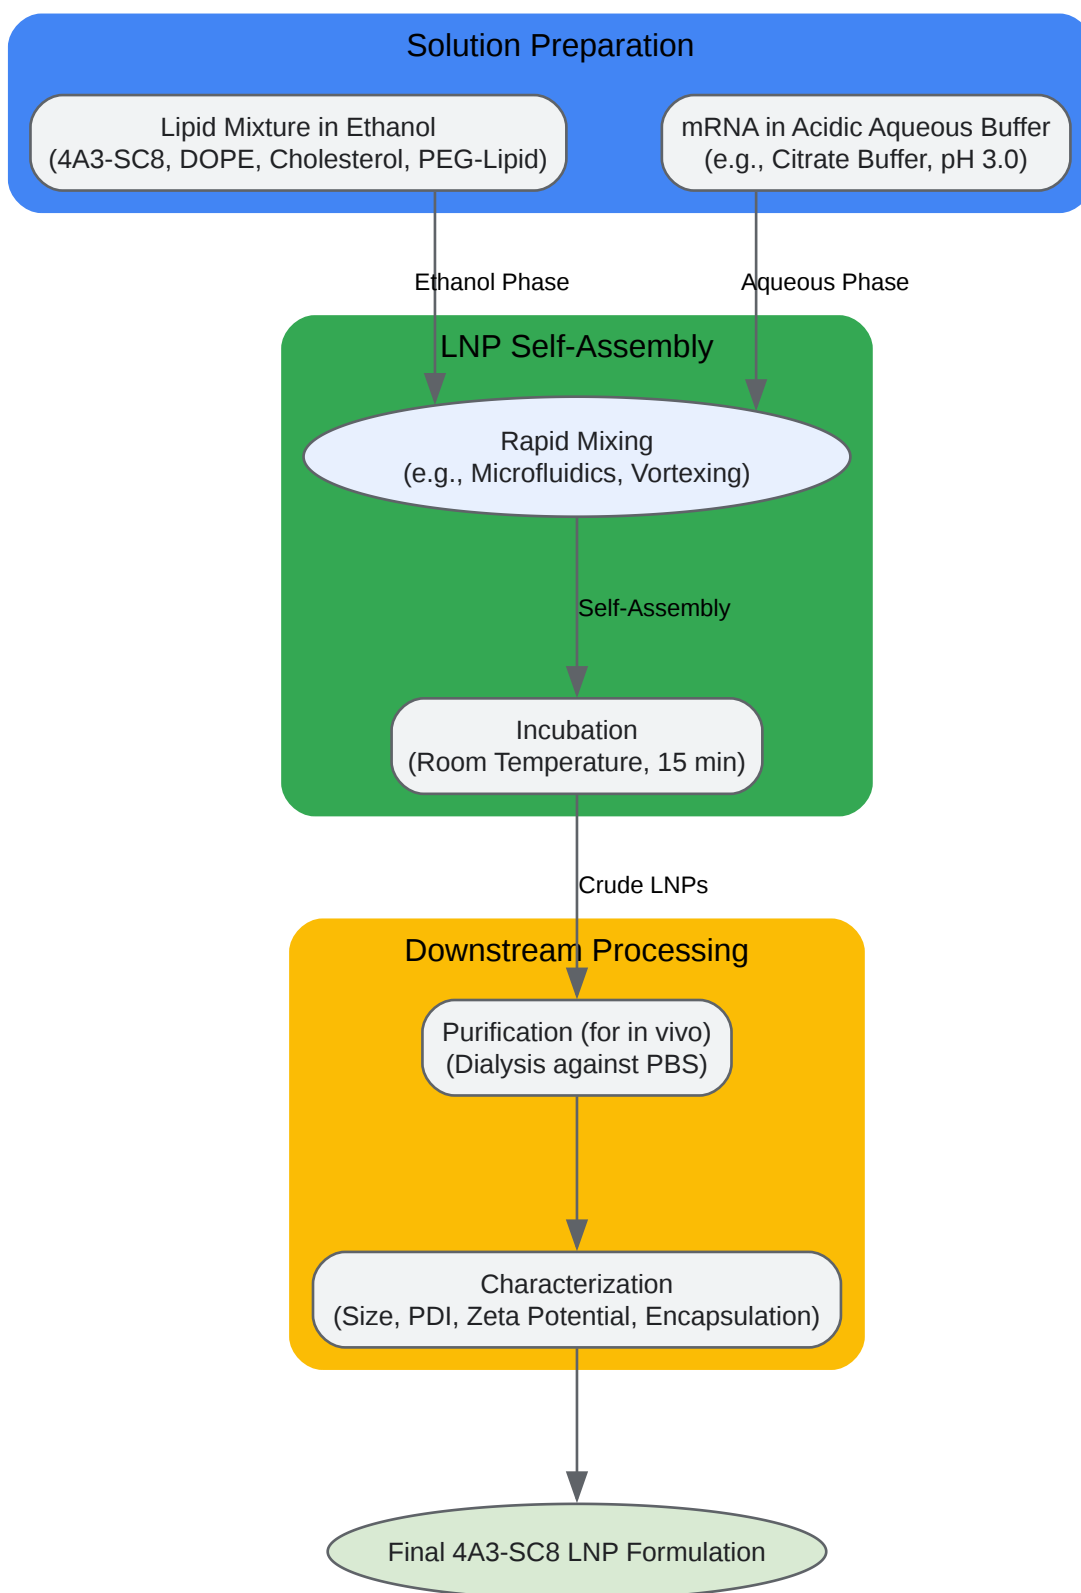 Solution Preparation
Lipid Mixture in Ethanol
(4A3-SC8, DOPE, Cholesterol, PEG-Lipid)
mRNA in Acidic Aqueous Buffer
(e.g., Citrate Buffer, pH 3.0)
Ethanol Phase
Aqueous Phase
LNP Self-Assembly
Rapid Mixing
(e.g., Microfluidics, Vortexing)
Self-Assembly
Incubation
(Room Temperature, 15 min)
Crude LNPs
Downstream Processing
Purification (for in vivo)
(Dialysis against PBS)
Characterization
(Size, PDI, Zeta Potential, Encapsulation)
Final 4A3-SC8 LNP Formulation